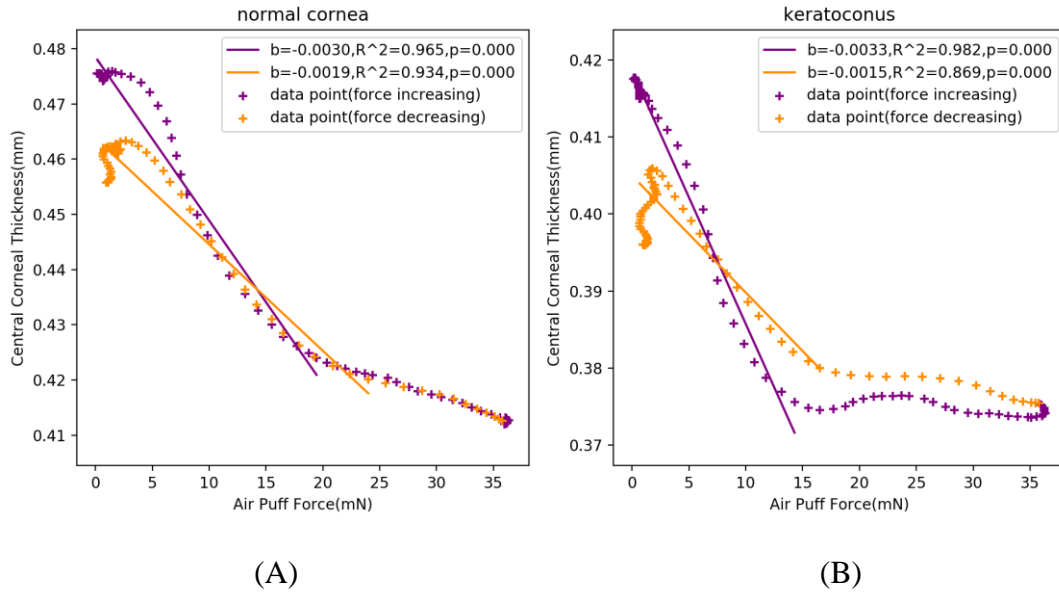 normal cornea
b=-0.0030,R^2=0.965,p=0.000
b=-0.0019,R^2=0.934,p=0.000
data point(force increasing)
data point(force decreasing)
0.48
0.47
0.46
0.45
0.44
0.43
0.42
0.41
Central Corneal Thickness(mm)
0 5 10 15 20 25 30 35
Air Puff Force(mN)
(A)
keratoconus
b=-0.0033,R^2=0.982,p=0.000
b=-0.0015,R^2=0.869,p=0.000
data point(force increasing)
data point(force decreasing)
0.42
0.41
0.40
0.39
0.38
0.37
Central Corneal Thickness(mm)
0 5 10 15 20 25 30 35
Air Puff Force(mN)
(B)